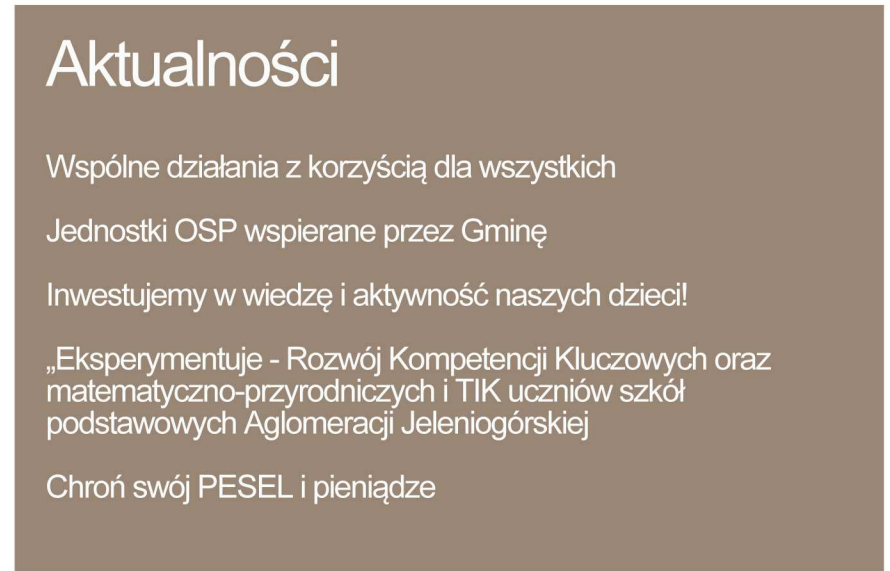 Aktualności
Wspólne działania z korzyścią dla wszystkich
Jednostki OSP wspierane przez Gminę
Inwestujemy w wiedzę i aktywność naszych dzieci!
„Eksperymentuje - Rozwój Kompetencji Kluczowych oraz
matematyczno-przyrodniczych i TIK uczniów szkół
podstawowych Aglomeracji Jeleniogórskiej
Chroń swój PESEL i pieniądze